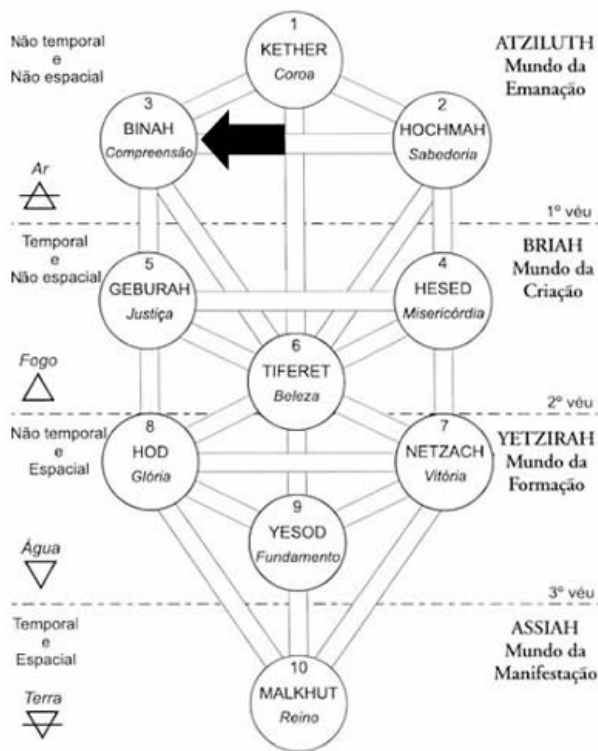 1
KETHER
Coroa
Não temporal
e
Não espacial
ATZILUTH
Mundo da
Emanação
3
BINAH
Compreensão
2
HOCHMAH
Sabedoria
Ar
1º véu
Temporal
e
Não espacial
BRIAH
Mundo da
Criação
5
GEBURAH
Justiça
4
HESED
Misericórdia
6
TIFERET
Beleza
Fogo
2º véu
Não temporal
e
Espacial
YETZIRAH
Mundo da
Formação
8
HOD
Glória
7
NETZACH
Vitória
9
YESOD
Fundamento
Água
3º véu
Temporal
e
Espacial
ASSIAH
Mundo da
Manifestação
10
MALKHUT
Reino
Terra